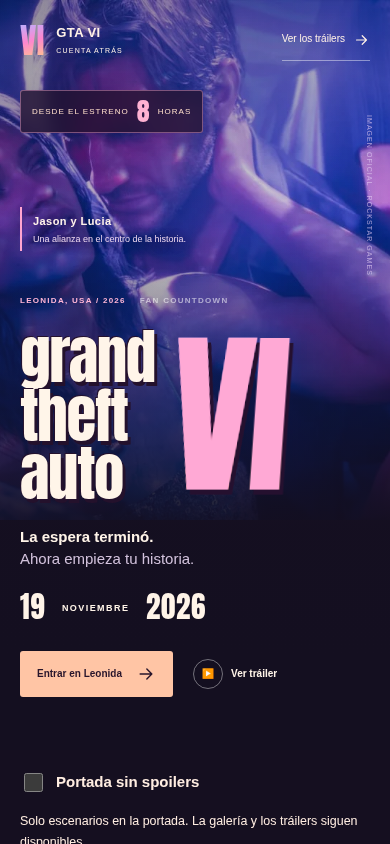 VI
GTA VI
CUENTA ATRÁS
Ver los tráilers
DESDE EL ESTRENO 8 HORAS
IMAGEN OFICIAL ROCKSTAR GAMES
Jason y Lucia
Una alianza en el centro de la historia.
LEONIDA, USA / 2026 FAN COUNTDOWN
grand
theft
auto
VI
La espera terminó.
Ahora empieza tu historia.
19 NOVIEMBRE 2026
Entrar en Leonida
Ver tráiler
Portada sin spoilers
Solo escenarios en la portada. La galería y los tráilers siguen
disponibles.